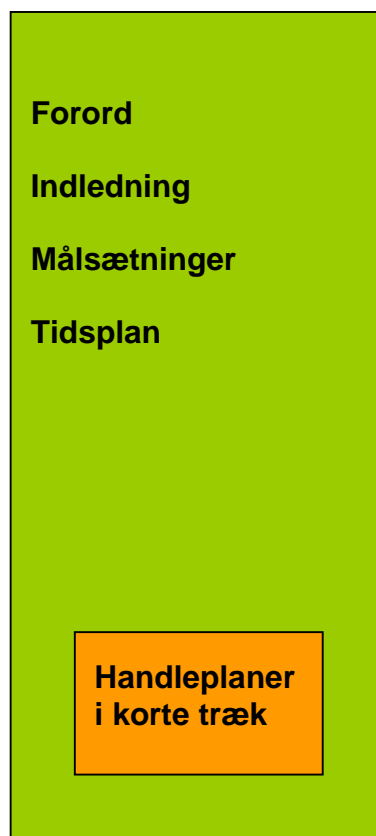 Forord
Indledning
Målsætninger
Tidsplan
Handleplaner
i korte træk